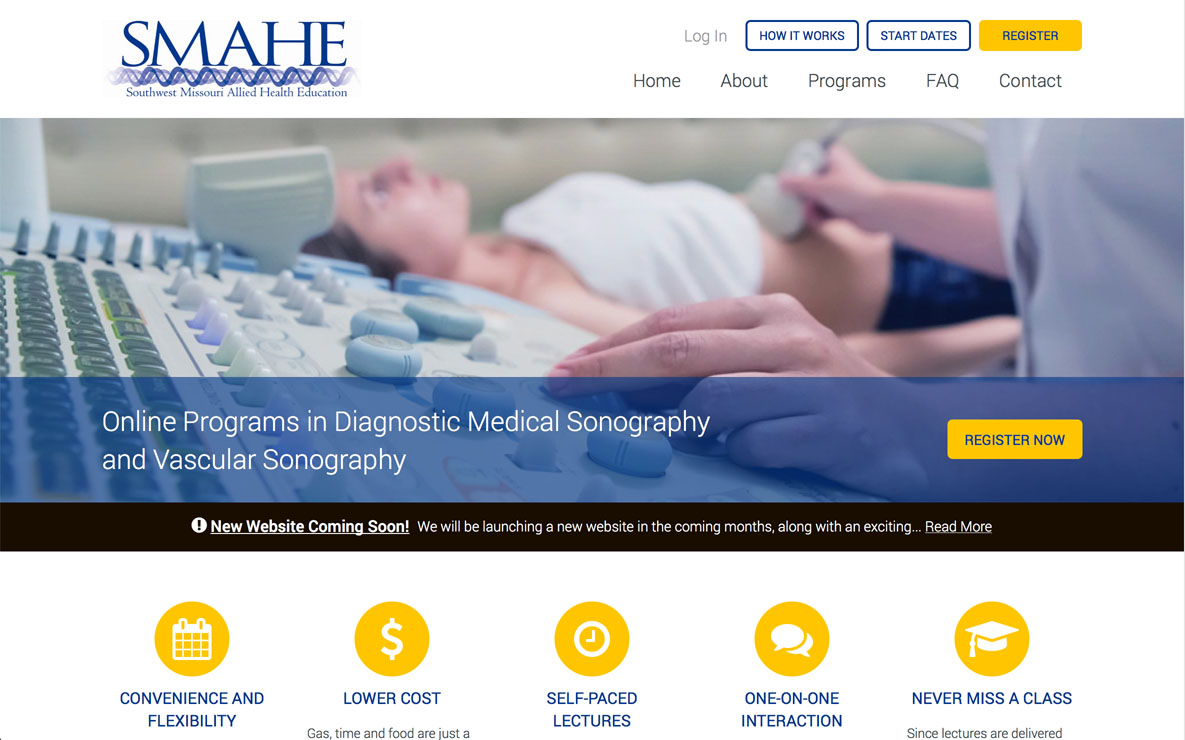 SMAHE
Southwest Missouri Allied Health Education
Log In
HOW IT WORKS
START DATES
REGISTER
Home
About
Programs
FAQ
Contact
Online Programs in Diagnostic Medical Sonography
and Vascular Sonography
REGISTER NOW
New Website Coming Soon! We will be launching a new website in the coming months, along with an exciting... Read More
CONVENIENCE AND
FLEXIBILITY
LOWER COST
Gas, time and food are just a
SELF-PACED
LECTURES
ONE-ON-ONE
INTERACTION
NEVER MISS A CLASS
Since lectures are delivered